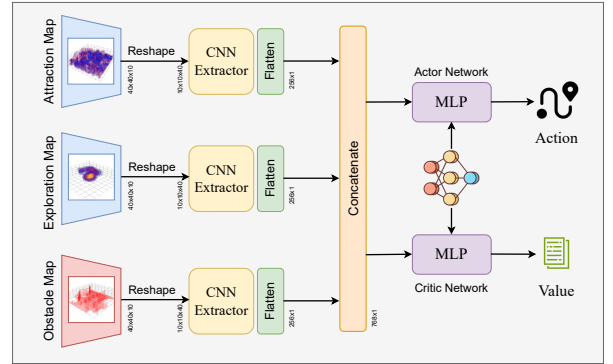 Attraction Map
40x40x10
Reshape
10x10x40
CNN
Extractor
Flatten
256x1
Exploration Map
40x40x10
Reshape
10x10x40
CNN
Extractor
Flatten
256x1
Obstacle Map
40x40x10
Reshape
10x10x40
CNN
Extractor
Flatten
256x1
Concatenate
768x1
Actor Network
MLP
Action
MLP
Critic Network
Value